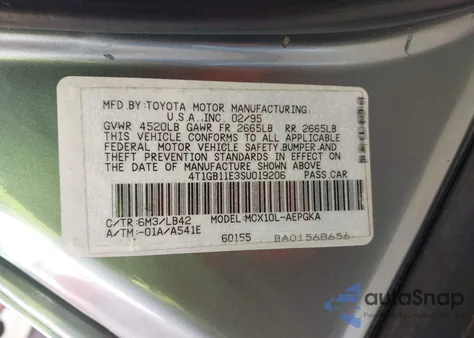 MFD.BY:TOYOTA MOTOR MANUFACTURING,
U.S.A.,INC. 02/95
GVWR 4520LB GAWR FR 2665LB RR 2665LB
THIS VEHICLE CONFORMS TO ALL APPLICABLE
FEDERAL MOTOR VEHICLE SAFETY,BUMPER,AND
THEFT PREVENTION STANDARDS IN EFFECT ON
THE DATE OF MANUFACTURE SHOWN ABOVE
4T1GB11E3SU019206 PASS.CAR
C/TR:6M3/LB42 MODEL:MCX10L-AEPGKA
A/TM:-01A/A541E 60155 BA0156B656
autoSnap